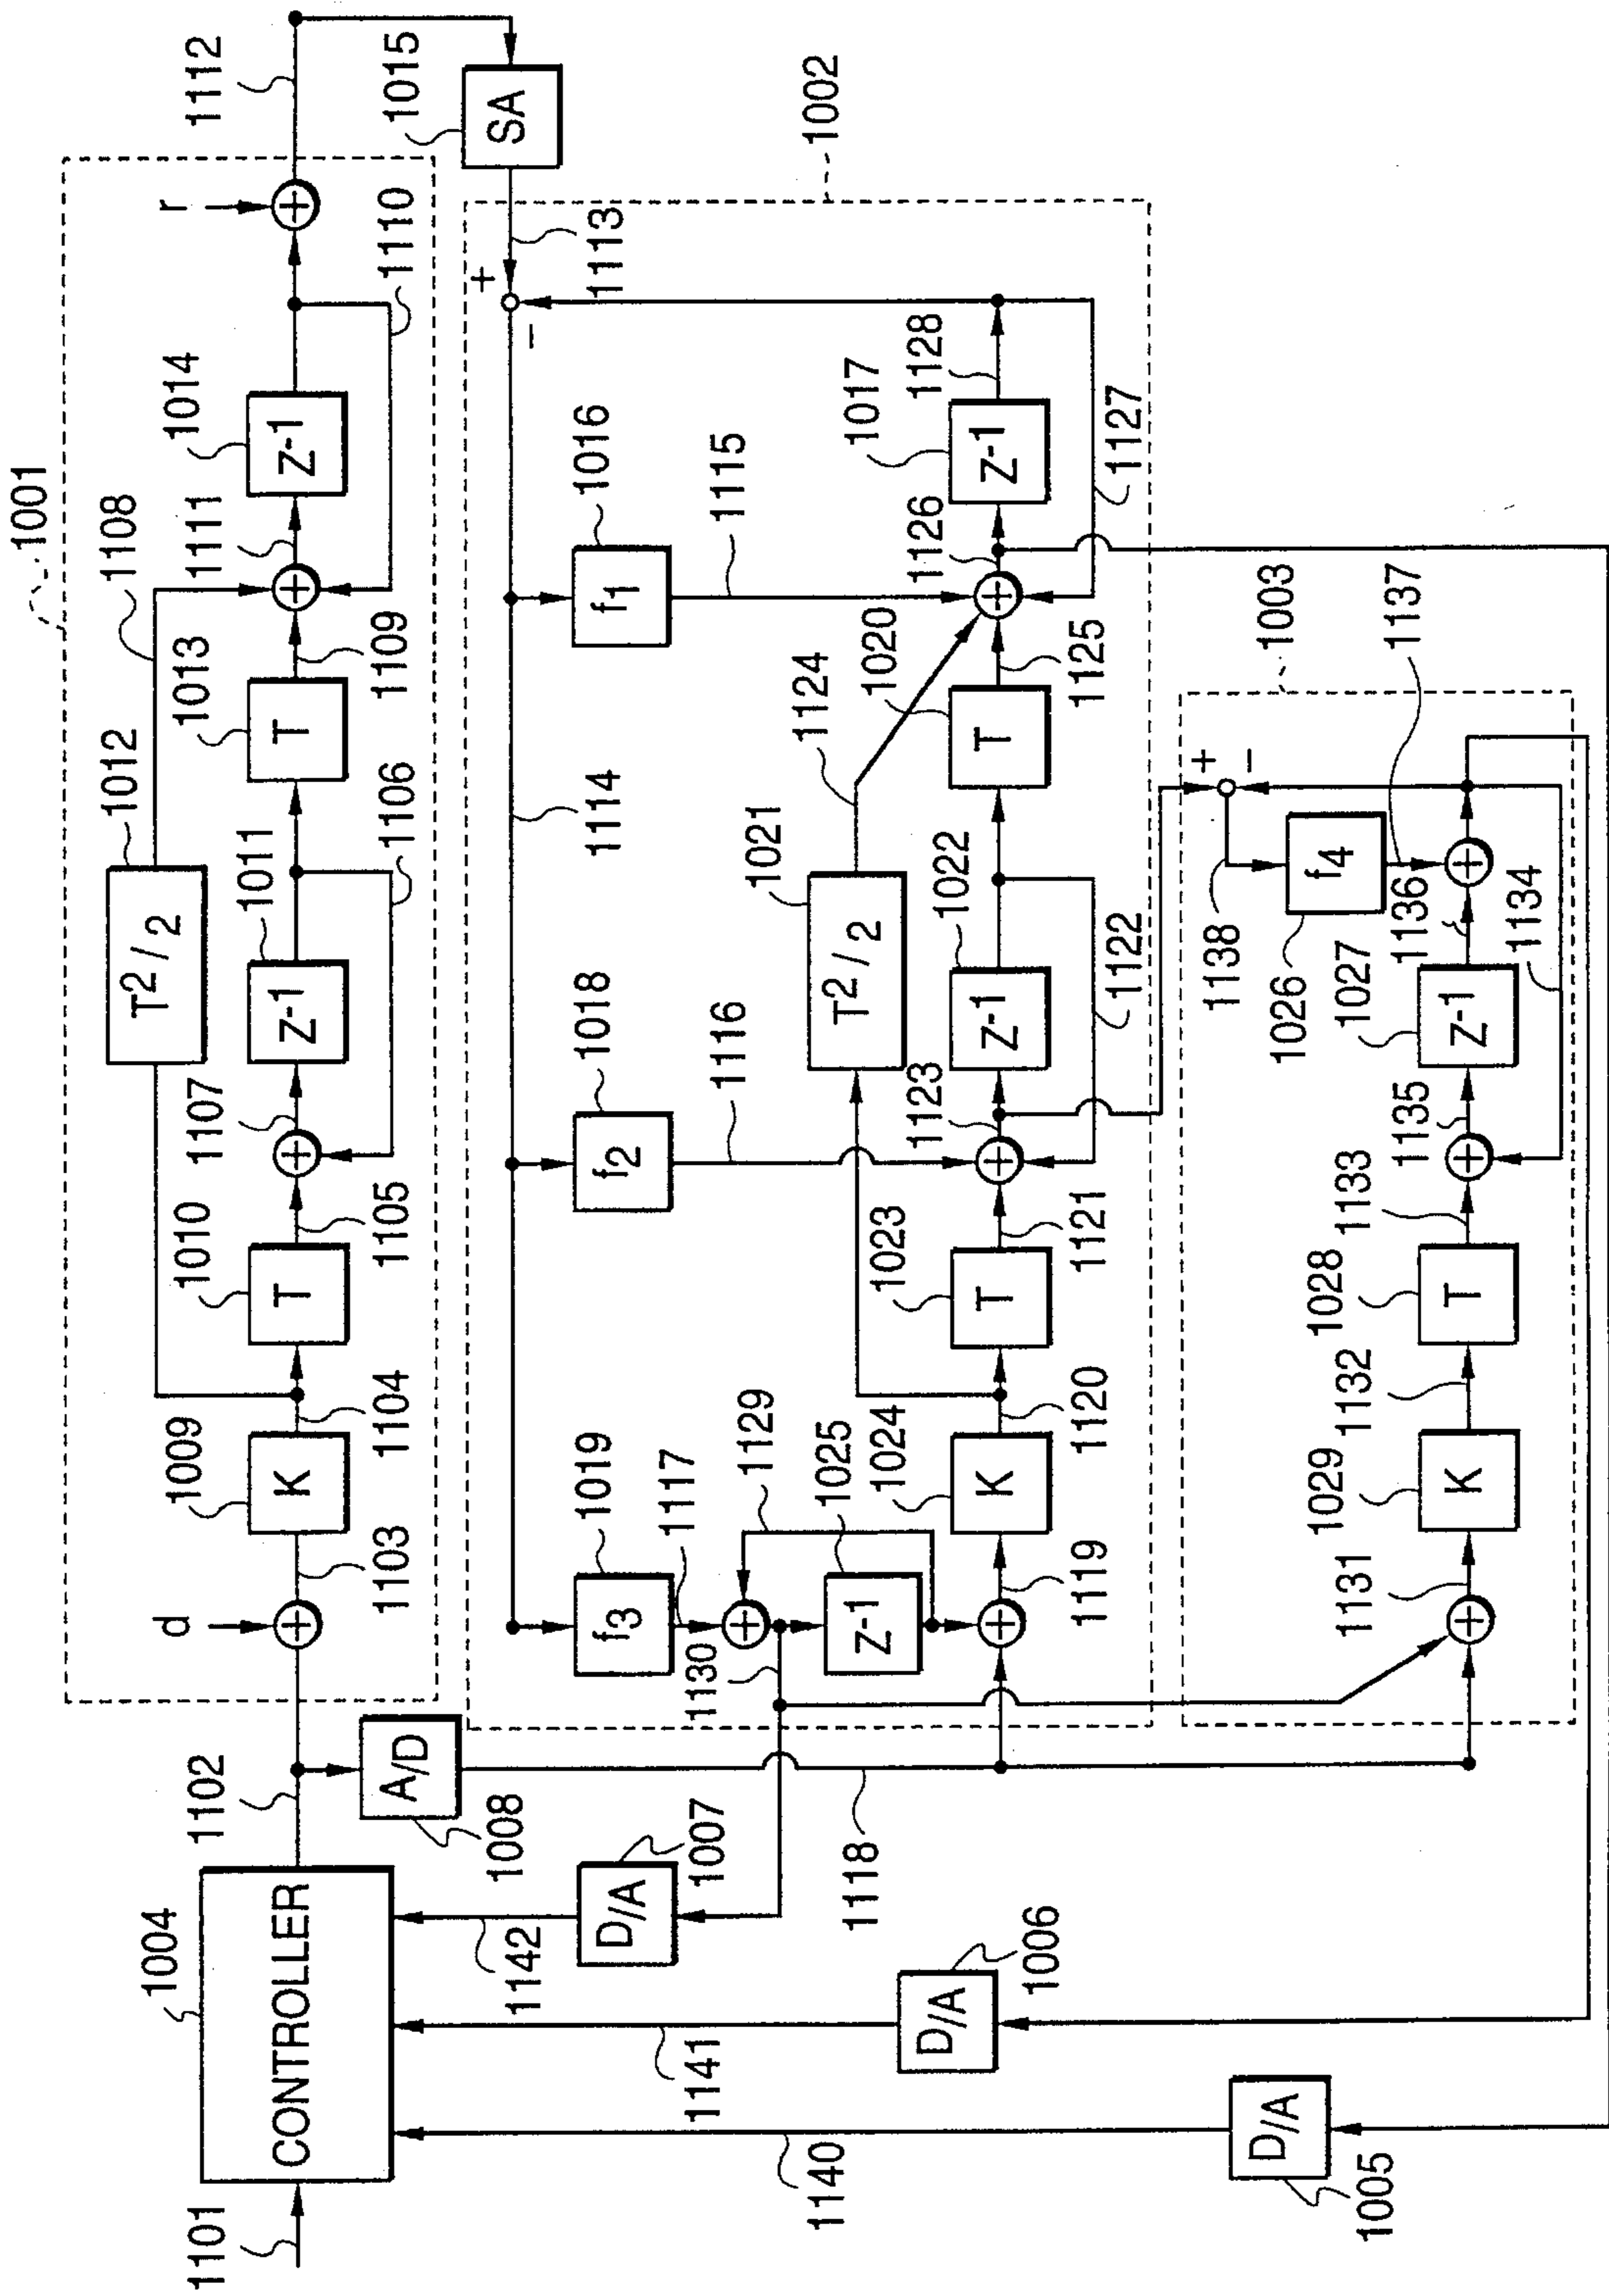 1001
1012
1108
T²/2
1009
1010
1107
1011
1013
1111
1014
r
1112
d
K
T
Z-1
T
Z-1
1103
1104
1105
1106
1109
1110
1101
1004
CONTROLLER
1102
A/D
1008
SA
1015
1113
+
-
1002
1114
1019
f3
1117
1018
f2
1116
1016
f1
1115
1130
1129
1025
Z-1
1021
T²/2
1124
1024
K
1119
1120
1023
T
1121
1123
1022
Z-1
1122
1020
T
1125
1126
1017
Z-1
1128
1127
1142
1007
D/A
1118
1141
1006
D/A
1140
1005
D/A
1003
+
-
1138
f4
1026
1137
1131
1029
K
1132
1028
T
1133
1135
Z-1
1027
1136
1134